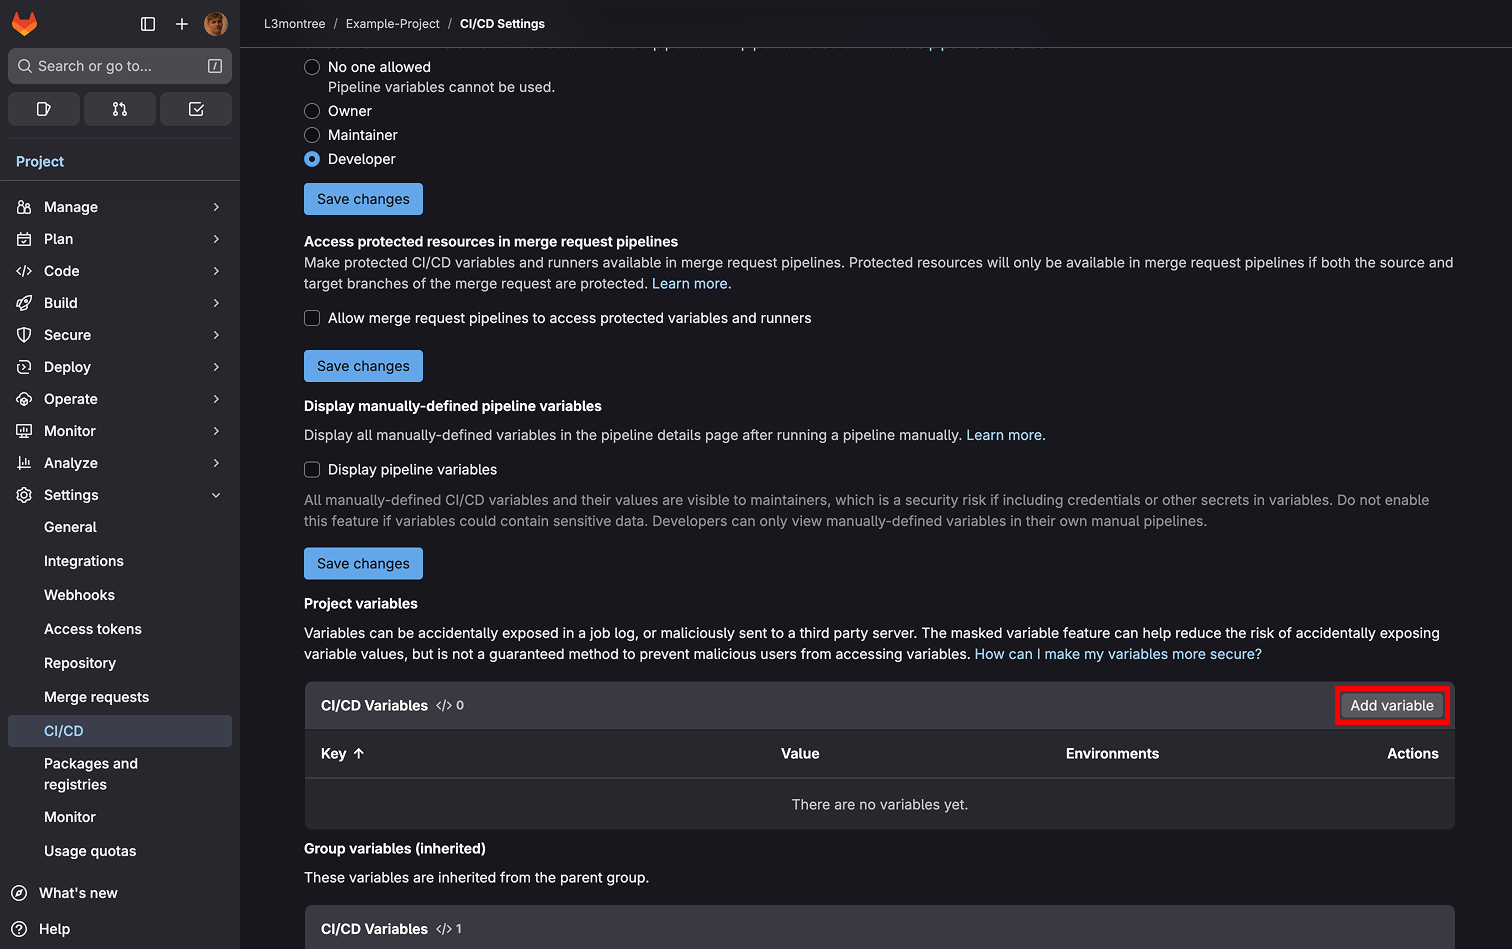 L3montree / Example-Project / CI/CD Settings
Search or go to...
Project
Manage
Plan
Code
Build
Secure
Deploy
Operate
Monitor
Analyze
Settings
General
Integrations
Webhooks
Access tokens
Repository
Merge requests
CI/CD
Packages and
registries
Monitor
Usage quotas
What's new
Help
No one allowed
Pipeline variables cannot be used.
Owner
Maintainer
Developer
Save changes
Access protected resources in merge request pipelines
Make protected CI/CD variables and runners available in merge request pipelines. Protected resources will only be available in merge request pipelines if both the source and
target branches of the merge request are protected. Learn more.
Allow merge request pipelines to access protected variables and runners
Save changes
Display manually-defined pipeline variables
Display all manually-defined variables in the pipeline details page after running a pipeline manually. Learn more.
Display pipeline variables
All manually-defined CI/CD variables and their values are visible to maintainers, which is a security risk if including credentials or other secrets in variables. Do not enable
this feature if variables could contain sensitive data. Developers can only view manually-defined variables in their own manual pipelines.
Save changes
Project variables
Variables can be accidentally exposed in a job log, or maliciously sent to a third party server. The masked variable feature can help reduce the risk of accidentally exposing
variable values, but is not a guaranteed method to prevent malicious users from accessing variables. How can I make my variables more secure?
CI/CD Variables </> 0 Add variable
Key ↑ Value Environments Actions
There are no variables yet.
Group variables (inherited)
These variables are inherited from the parent group.
CI/CD Variables </> 1